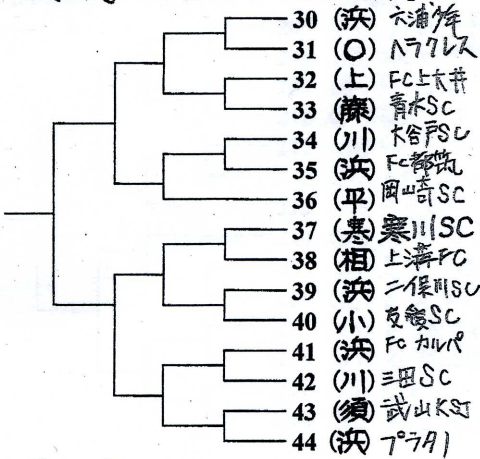 30 (浜) 六浦少年
31 (〇) ヘラクレス
32 (上) FC上大井
33 (藤) 青木SC
34 (川) 大谷戸SC
35 (浜) FC都筑
36 (平) 岡崎SC
37 (寒) 寒川SC
38 (相) 上溝FC
39 (浜) 二俣川SC
40 (小) 友綾SC
41 (浜) FCカルパ
42 (川) 三田SC
43 (須) 武山KSJ
44 (浜) プラタ